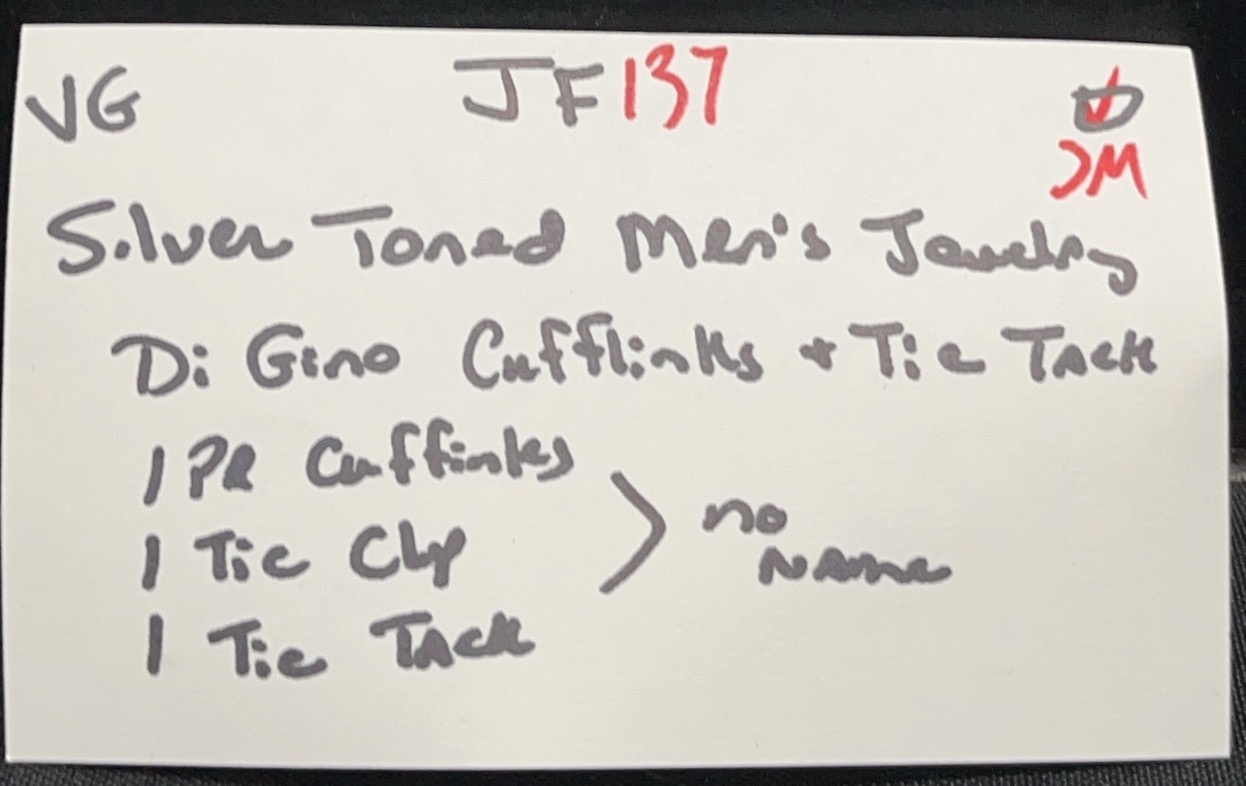 VG JF137
JM
Silver Toned Men's Jewelry
Di Gino Cufflinks + Tie Tack
1 PR Cuffinks
1 Tie Clip
1 Tie Tack
no
Name